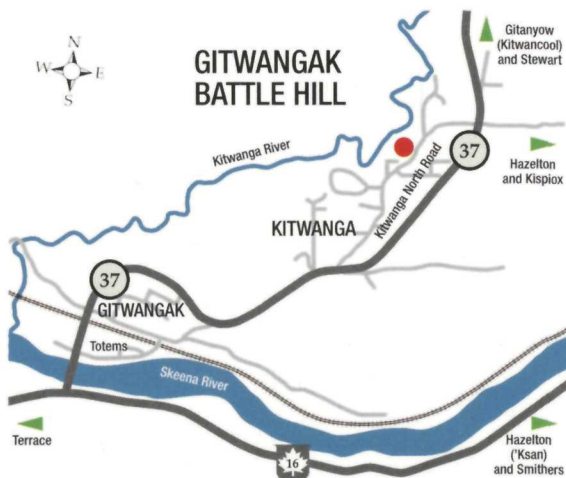 N
W E
S
GITWANGAK
BATTLE HILL
Gitanyow
(Kitwancool)
and Stewart
Kitwanga River
37
Hazelton
and Kispiox
Kitwanga North Road
KITWANGA
37
GITWANGAK
Totems
Skeena River
Terrace
16
Hazelton
('Ksan)
and Smithers